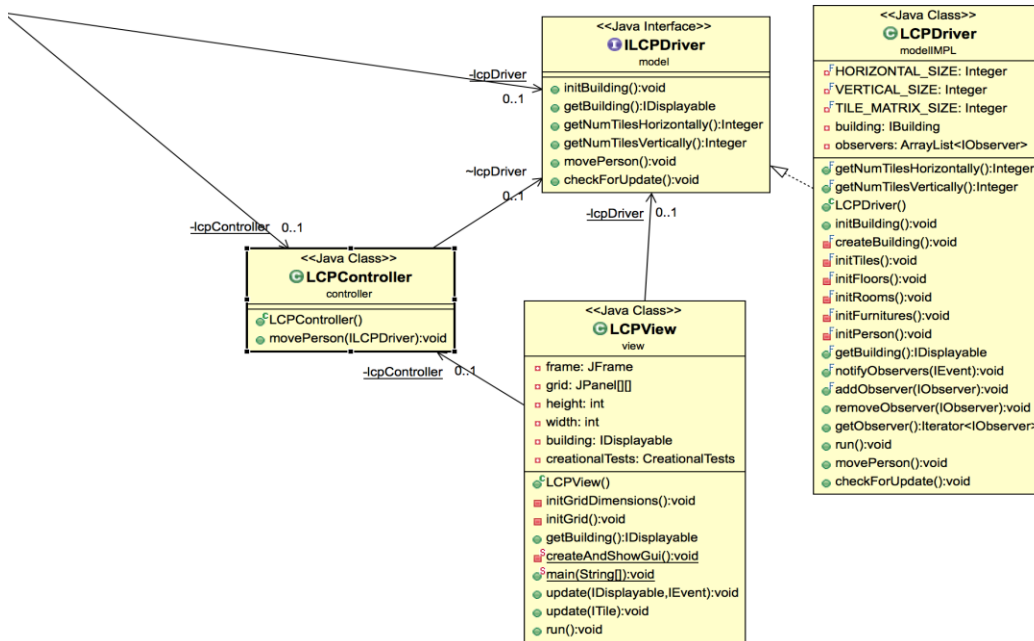 <<Java Interface>>
ILCPDriver
model
initBuilding():void
getBuilding():IDisplayable
getNumTilesHorizontally():Integer
getNumTilesVertically():Integer
movePerson():void
checkForUpdate():void
<<Java Class>>
LCPDriver
modelIMPL
HORIZONTAL_SIZE: Integer
VERTICAL_SIZE: Integer
TILE_MATRIX_SIZE: Integer
building: IBuilding
observers: ArrayList<IObserver>
getNumTilesHorizontally():Integer
getNumTilesVertically():Integer
LCPDriver()
initBuilding():void
createBuilding():void
initTiles():void
initFloors():void
initRooms():void
initFurnitures():void
initPerson():void
getBuilding():IDisplayable
notifyObservers(IEvent):void
addObserver(IObserver):void
removeObserver(IObserver):void
getObserver():Iterator<IObserver>
run():void
movePerson():void
checkForUpdate():void
-lcpDriver
0..1
~lcpDriver
0..1
-lcpDriver
0..1
-lcpController
0..1
<<Java Class>>
LCPController
controller
LCPController()
movePerson(ILCPDriver):void
-lcpController
0..1
<<Java Class>>
LCPView
view
frame: JFrame
grid: JPanel[][]
height: int
width: int
building: IDisplayable
creationalTests: CreationalTests
LCPView()
initGridDimensions():void
initGrid():void
getBuilding():IDisplayable
createAndShowGui():void
main(String[]):void
update(IDisplayable,IEvent):void
update(ITile):void
run():void